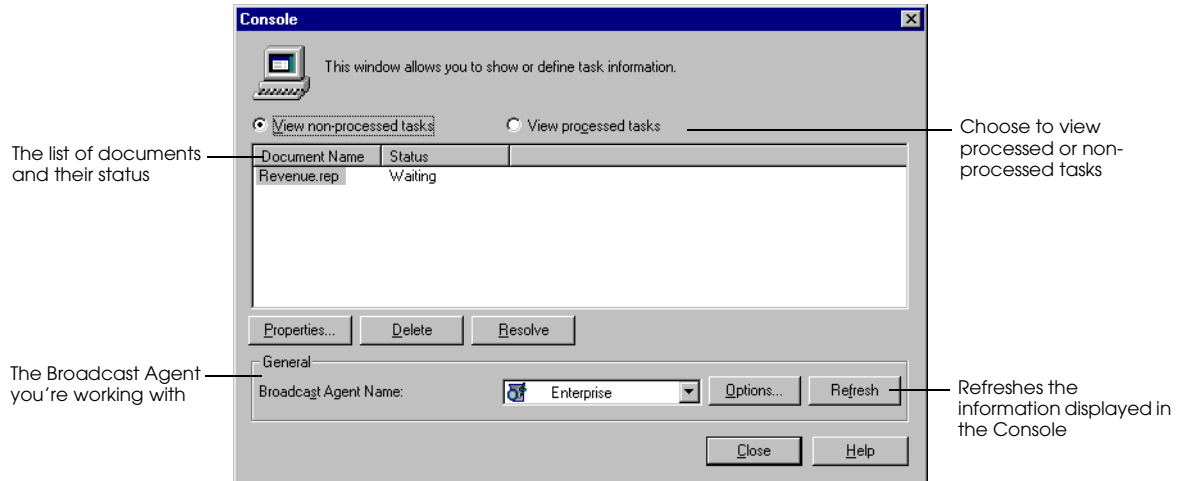 Console
This window allows you to show or define task information.
View non-processed tasks
View processed tasks
Choose to view
processed or non-
processed tasks
The list of documents
and their status
Document Name
Status
Revenue.rep
Waiting
Properties...
Delete
Resolve
General
The Broadcast Agent
you're working with
Broadcast Agent Name:
Enterprise
Options...
Refresh
Refreshes the
information displayed in
the Console
Close
Help